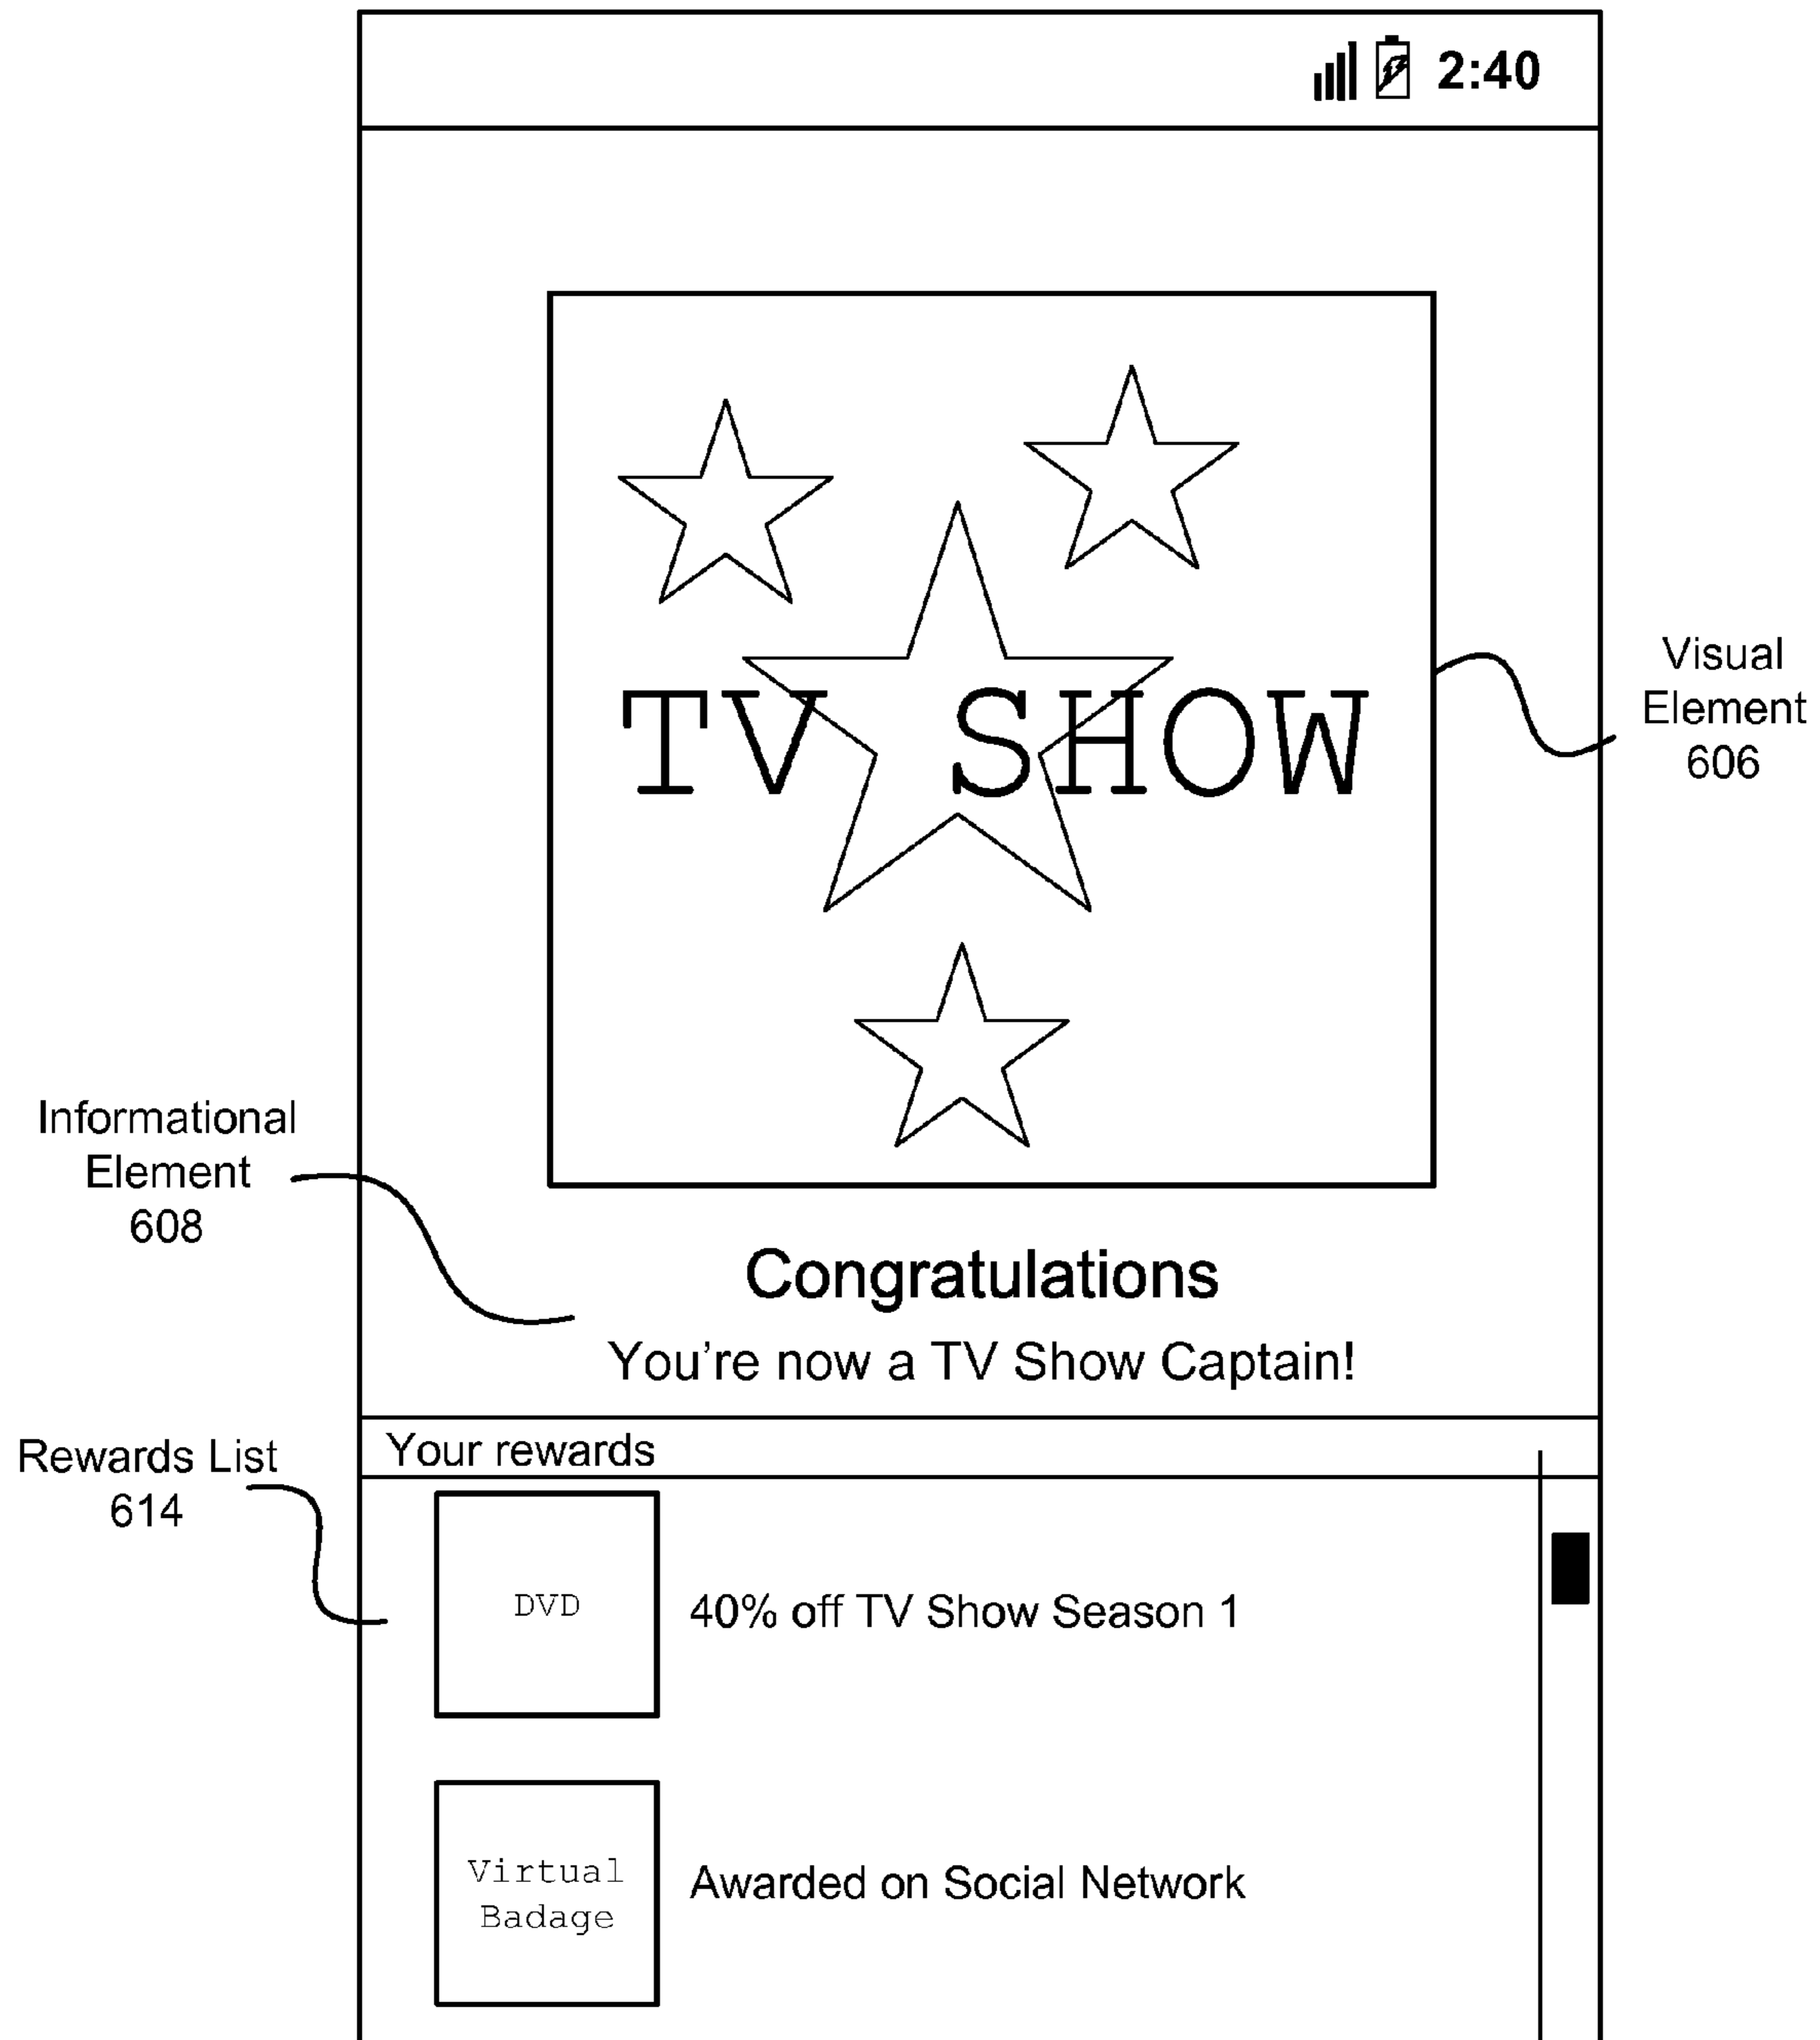 2:40
TV SHOW
Visual
Element
606
Informational
Element
608
Congratulations
You're now a TV Show Captain!
Rewards List
614
Your rewards
DVD
40% off TV Show Season 1
Virtual
Badage
Awarded on Social Network